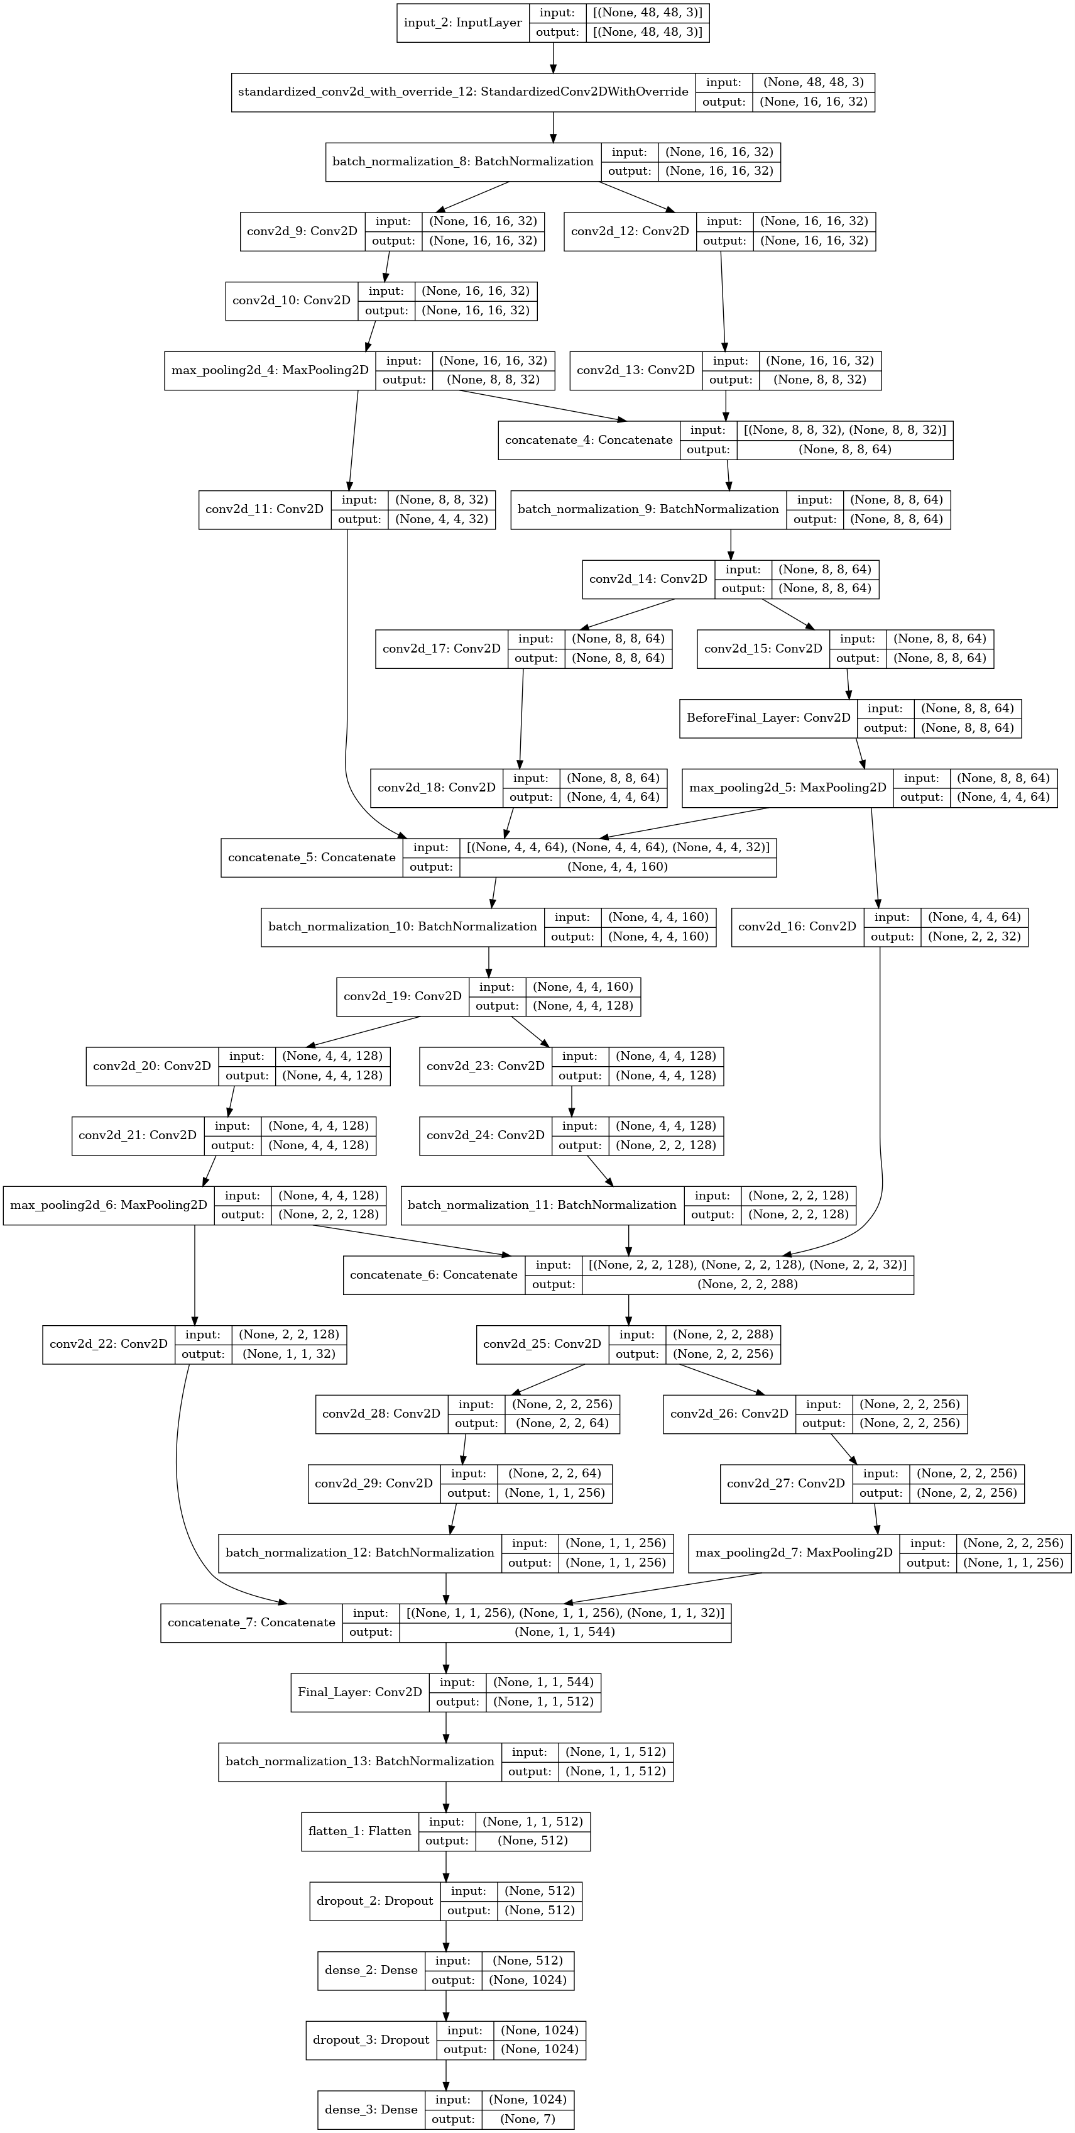 input_2: InputLayer
input: [(None, 48, 48, 3)]
output: [(None, 48, 48, 3)]
standardized_conv2d_with_override_12: StandardizedConv2DWithOverride
input: (None, 48, 48, 3)
output: (None, 16, 16, 32)
batch_normalization_8: BatchNormalization
input: (None, 16, 16, 32)
output: (None, 16, 16, 32)
conv2d_9: Conv2D
input: (None, 16, 16, 32)
output: (None, 16, 16, 32)
conv2d_12: Conv2D
input: (None, 16, 16, 32)
output: (None, 16, 16, 32)
conv2d_10: Conv2D
input: (None, 16, 16, 32)
output: (None, 16, 16, 32)
max_pooling2d_4: MaxPooling2D
input: (None, 16, 16, 32)
output: (None, 8, 8, 32)
conv2d_13: Conv2D
input: (None, 16, 16, 32)
output: (None, 8, 8, 32)
concatenate_4: Concatenate
input: [(None, 8, 8, 32), (None, 8, 8, 32)]
output: (None, 8, 8, 64)
conv2d_11: Conv2D
input: (None, 8, 8, 32)
output: (None, 4, 4, 32)
batch_normalization_9: BatchNormalization
input: (None, 8, 8, 64)
output: (None, 8, 8, 64)
conv2d_14: Conv2D
input: (None, 8, 8, 64)
output: (None, 8, 8, 64)
conv2d_17: Conv2D
input: (None, 8, 8, 64)
output: (None, 8, 8, 64)
conv2d_15: Conv2D
input: (None, 8, 8, 64)
output: (None, 8, 8, 64)
BeforeFinal_Layer: Conv2D
input: (None, 8, 8, 64)
output: (None, 8, 8, 64)
conv2d_18: Conv2D
input: (None, 8, 8, 64)
output: (None, 4, 4, 64)
max_pooling2d_5: MaxPooling2D
input: (None, 8, 8, 64)
output: (None, 4, 4, 64)
concatenate_5: Concatenate
input: [(None, 4, 4, 64), (None, 4, 4, 64), (None, 4, 4, 32)]
output: (None, 4, 4, 160)
batch_normalization_10: BatchNormalization
input: (None, 4, 4, 160)
output: (None, 4, 4, 160)
conv2d_16: Conv2D
input: (None, 4, 4, 64)
output: (None, 2, 2, 32)
conv2d_19: Conv2D
input: (None, 4, 4, 160)
output: (None, 4, 4, 128)
conv2d_20: Conv2D
input: (None, 4, 4, 128)
output: (None, 4, 4, 128)
conv2d_23: Conv2D
input: (None, 4, 4, 128)
output: (None, 4, 4, 128)
conv2d_21: Conv2D
input: (None, 4, 4, 128)
output: (None, 4, 4, 128)
conv2d_24: Conv2D
input: (None, 4, 4, 128)
output: (None, 2, 2, 128)
max_pooling2d_6: MaxPooling2D
input: (None, 4, 4, 128)
output: (None, 2, 2, 128)
batch_normalization_11: BatchNormalization
input: (None, 2, 2, 128)
output: (None, 2, 2, 128)
concatenate_6: Concatenate
input: [(None, 2, 2, 128), (None, 2, 2, 128), (None, 2, 2, 32)]
output: (None, 2, 2, 288)
conv2d_22: Conv2D
input: (None, 2, 2, 128)
output: (None, 1, 1, 32)
conv2d_25: Conv2D
input: (None, 2, 2, 288)
output: (None, 2, 2, 256)
conv2d_28: Conv2D
input: (None, 2, 2, 256)
output: (None, 2, 2, 64)
conv2d_26: Conv2D
input: (None, 2, 2, 256)
output: (None, 2, 2, 256)
conv2d_29: Conv2D
input: (None, 2, 2, 64)
output: (None, 1, 1, 256)
conv2d_27: Conv2D
input: (None, 2, 2, 256)
output: (None, 2, 2, 256)
batch_normalization_12: BatchNormalization
input: (None, 1, 1, 256)
output: (None, 1, 1, 256)
max_pooling2d_7: MaxPooling2D
input: (None, 2, 2, 256)
output: (None, 1, 1, 256)
concatenate_7: Concatenate
input: [(None, 1, 1, 256), (None, 1, 1, 256), (None, 1, 1, 32)]
output: (None, 1, 1, 544)
Final_Layer: Conv2D
input: (None, 1, 1, 544)
output: (None, 1, 1, 512)
batch_normalization_13: BatchNormalization
input: (None, 1, 1, 512)
output: (None, 1, 1, 512)
flatten_1: Flatten
input: (None, 1, 1, 512)
output: (None, 512)
dropout_2: Dropout
input: (None, 512)
output: (None, 512)
dense_2: Dense
input: (None, 512)
output: (None, 1024)
dropout_3: Dropout
input: (None, 1024)
output: (None, 1024)
dense_3: Dense
input: (None, 1024)
output: (None, 7)